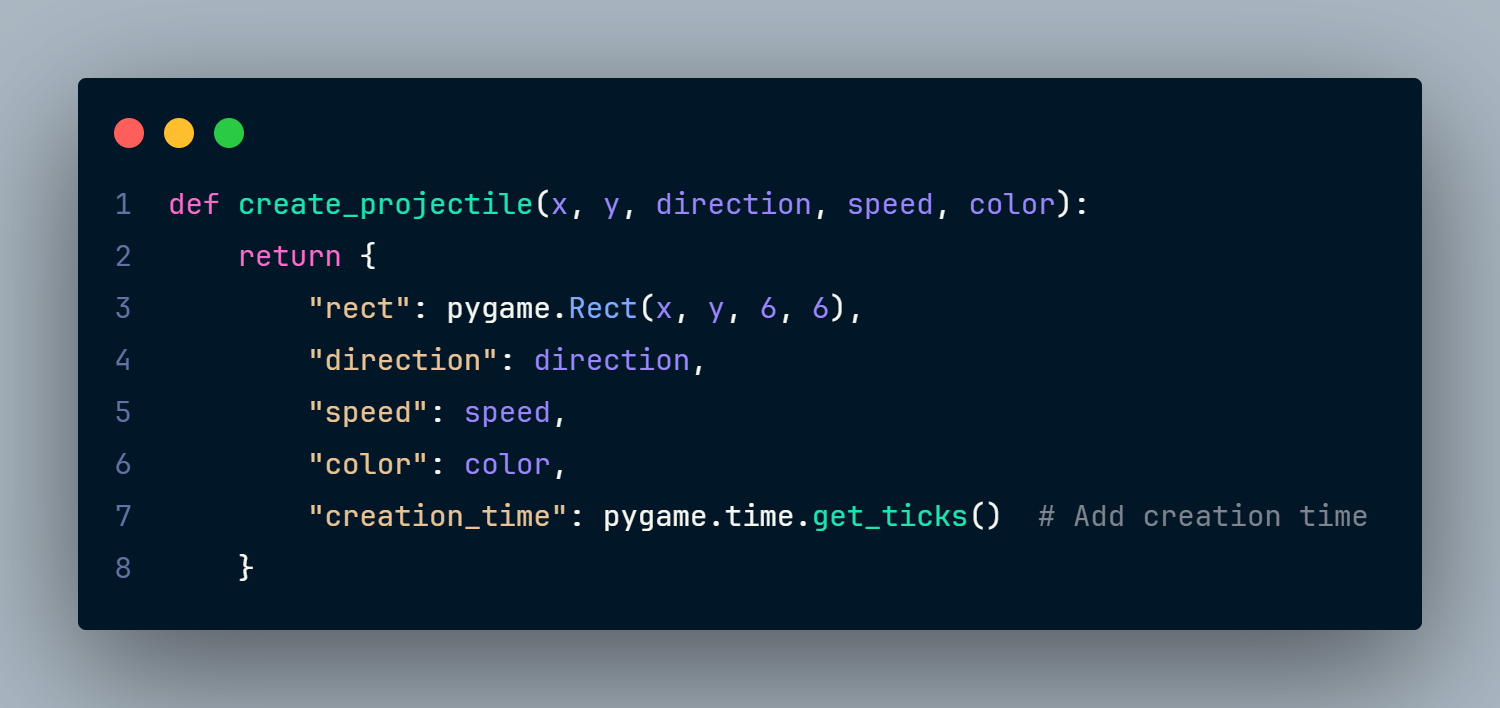 1 def create_projectile(x, y, direction, speed, color):
2     return {
3         "rect": pygame.Rect(x, y, 6, 6),
4         "direction": direction,
5         "speed": speed,
6         "color": color,
7         "creation_time": pygame.time.get_ticks()  # Add creation time
8     }